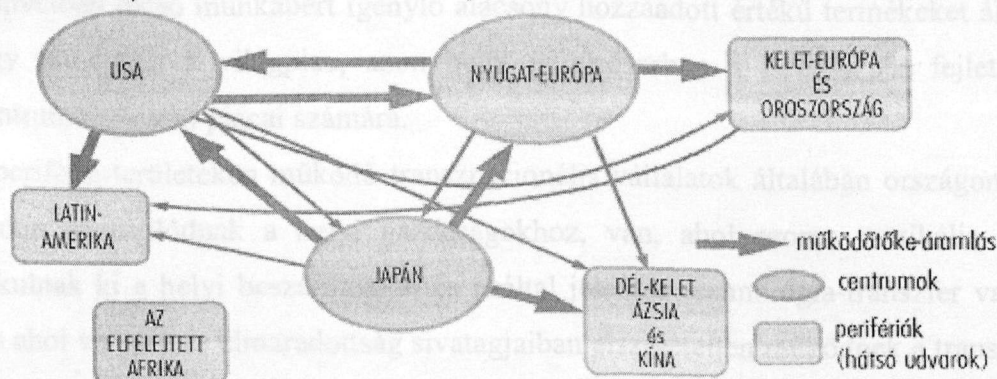 USA
NYUGAT-EURÓPA
KELET-EURÓPA
ÉS
OROSZORSZÁG
LATIN-
AMERIKA
JAPÁN
DÉL-KELET
ÁZSIA
és
KÍNA
AZ
ELFELEJTETT
AFRIKA
működőtőke-áramlás
centrumok
perifériák
(hátsó udvarok)